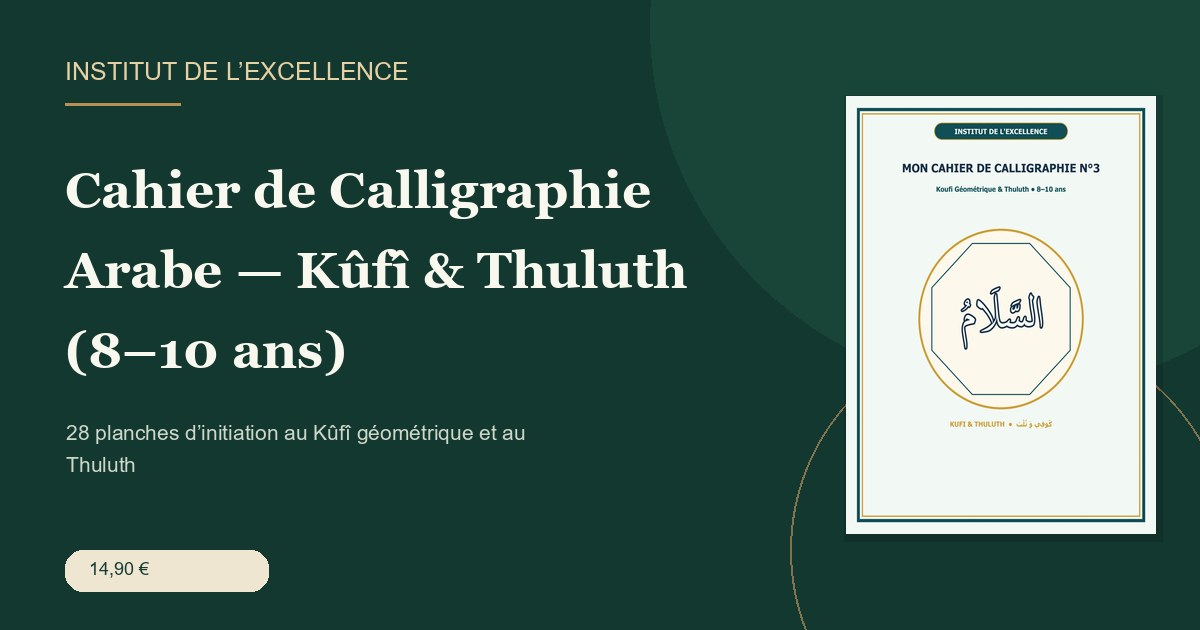 INSTITUT DE L’EXCELLENCE
Cahier de Calligraphie
Arabe — Kûfî & Thuluth
(8–10 ans)
28 planches d’initiation au Kûfî géométrique et au
Thuluth
14,90 €
INSTITUT DE L'EXCELLENCE
MON CAHIER DE CALLIGRAPHIE N°3
Koufi Géométrique & Thuluth • 8–10 ans
السَّلَامُ
KUFI & THULUTH • كوفي و ثلث